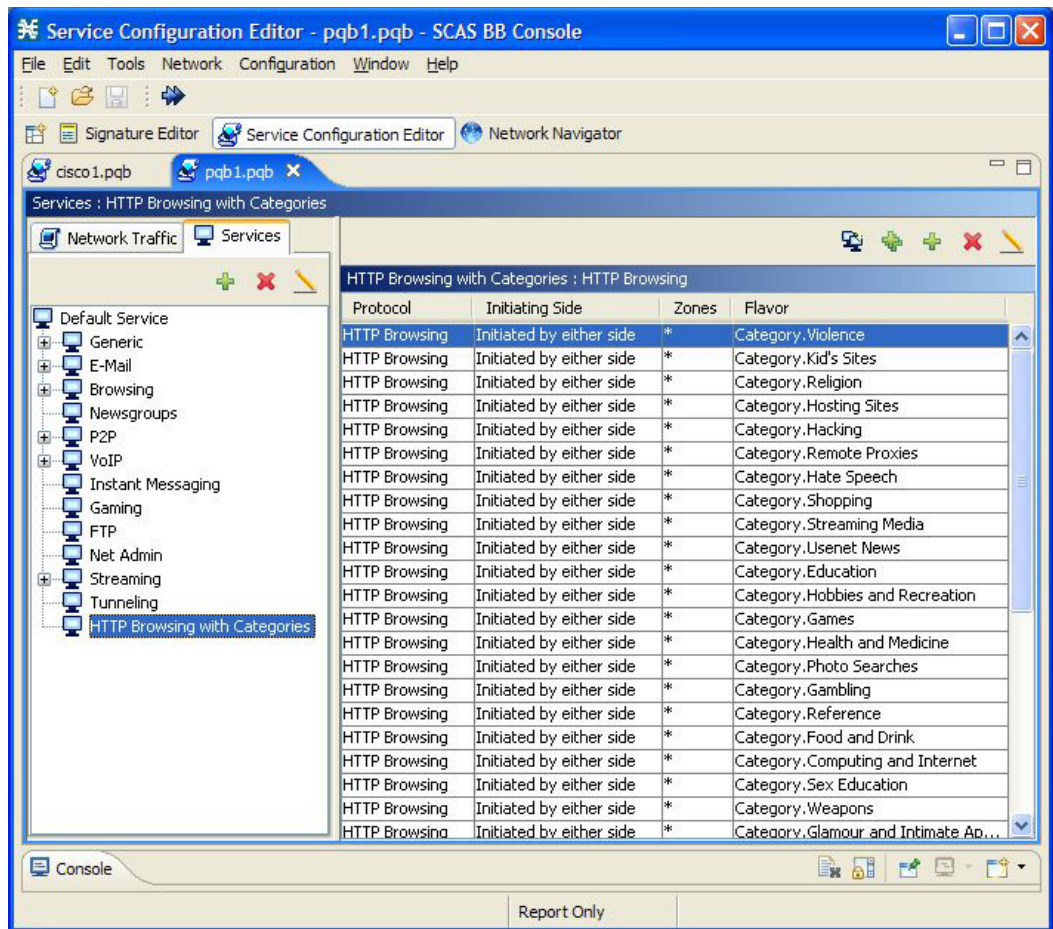 Service Configuration Editor - pqb1.pqb - SCAS BB Console
File Edit Tools Network Configuration Window Help
Signature Editor Service Configuration Editor Network Navigator
cisco1.pqb pqb1.pqb
Services : HTTP Browsing with Categories
Network Traffic Services
HTTP Browsing with Categories : HTTP Browsing
Protocol Initiating Side Zones Flavor
Default Service
Generic
E-Mail
Browsing
Newsgroups
P2P
VoIP
Instant Messaging
Gaming
FTP
Net Admin
Streaming
Tunneling
HTTP Browsing with Categories
HTTP Browsing Initiated by either side * Category.Violence
HTTP Browsing Initiated by either side * Category.Kid's Sites
HTTP Browsing Initiated by either side * Category.Religion
HTTP Browsing Initiated by either side * Category.Hosting Sites
HTTP Browsing Initiated by either side * Category.Hacking
HTTP Browsing Initiated by either side * Category.Remote Proxies
HTTP Browsing Initiated by either side * Category.Hate Speech
HTTP Browsing Initiated by either side * Category.Shopping
HTTP Browsing Initiated by either side * Category.Streaming Media
HTTP Browsing Initiated by either side * Category.Usenet News
HTTP Browsing Initiated by either side * Category.Education
HTTP Browsing Initiated by either side * Category.Hobbies and Recreation
HTTP Browsing Initiated by either side * Category.Games
HTTP Browsing Initiated by either side * Category.Health and Medicine
HTTP Browsing Initiated by either side * Category.Photo Searches
HTTP Browsing Initiated by either side * Category.Gambling
HTTP Browsing Initiated by either side * Category.Reference
HTTP Browsing Initiated by either side * Category.Food and Drink
HTTP Browsing Initiated by either side * Category.Computing and Internet
HTTP Browsing Initiated by either side * Category.Sex Education
HTTP Browsing Initiated by either side * Category.Weapons
HTTP Browsing Initiated by either side * Category.Glamour and Intimate Ap...
Console
Report Only